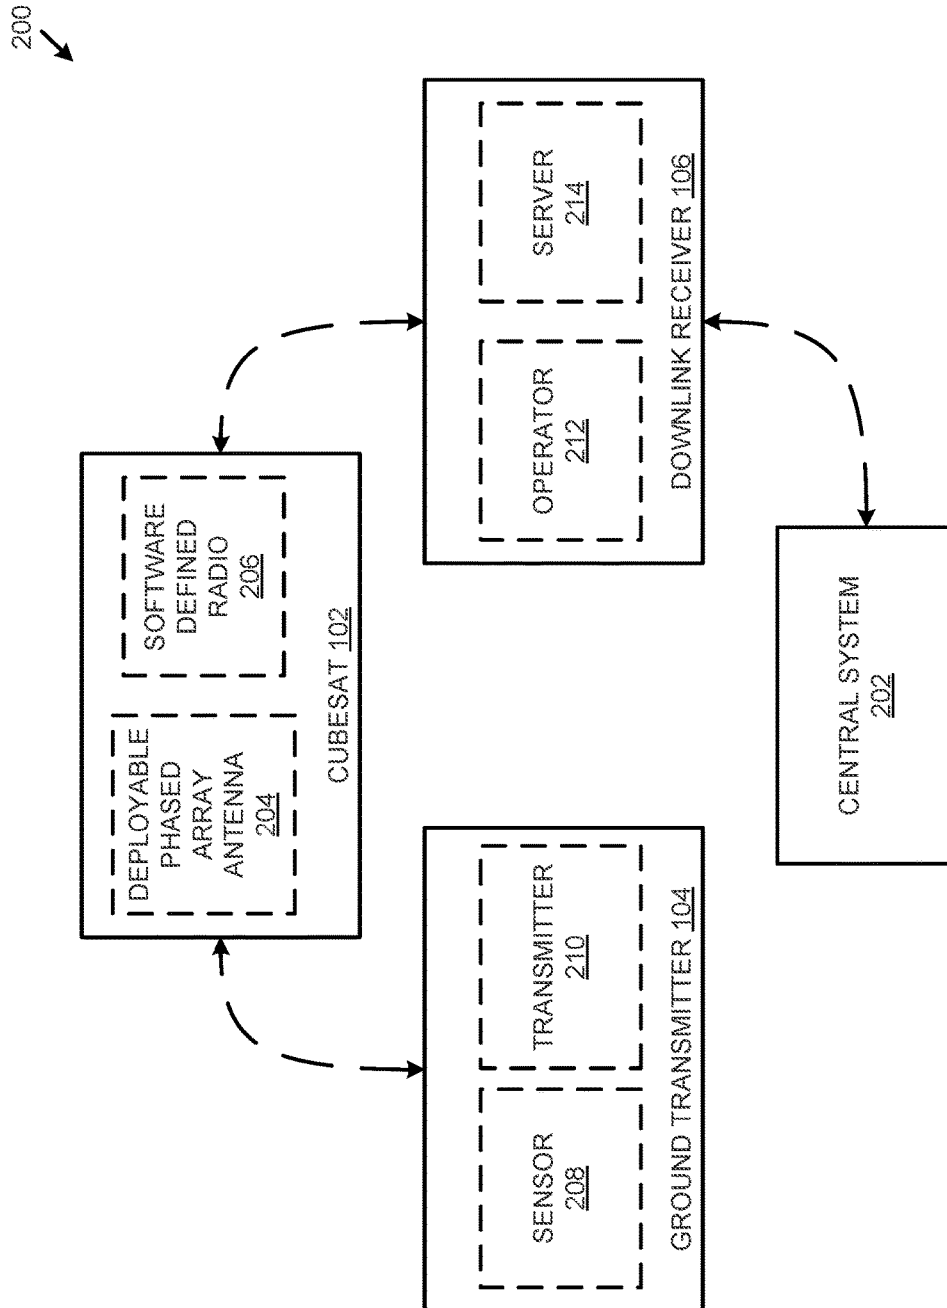 200
DEPLOYABLE
PHASED
ARRAY
ANTENNA
204
SOFTWARE
DEFINED
RADIO
206
CUBESAT 102
SENSOR
208
TRANSMITTER
210
GROUND TRANSMITTER 104
OPERATOR
212
SERVER
214
DOWNLINK RECEIVER 106
CENTRAL SYSTEM
202